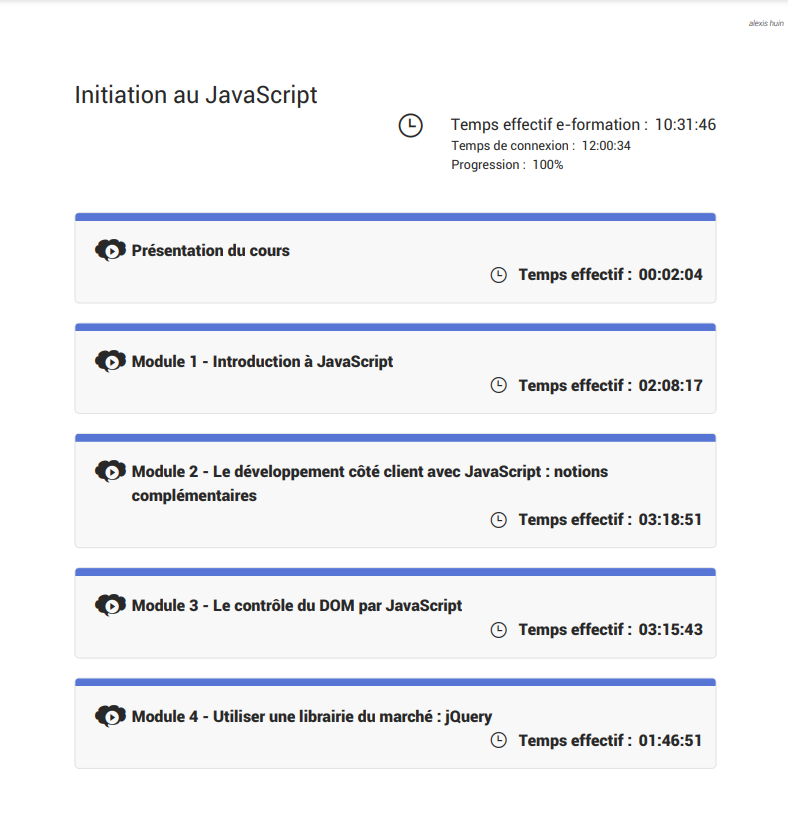 alexis huin
Initiation au JavaScript
Temps effectif e-formation : 10:31:46
Temps de connexion : 12:00:34
Progression : 100%
Présentation du cours
Temps effectif : 00:02:04
Module 1 - Introduction à JavaScript
Temps effectif : 02:08:17
Module 2 - Le développement côté client avec JavaScript : notions
complémentaires
Temps effectif : 03:18:51
Module 3 - Le contrôle du DOM par JavaScript
Temps effectif : 03:15:43
Module 4 - Utiliser une librairie du marché : jQuery
Temps effectif : 01:46:51